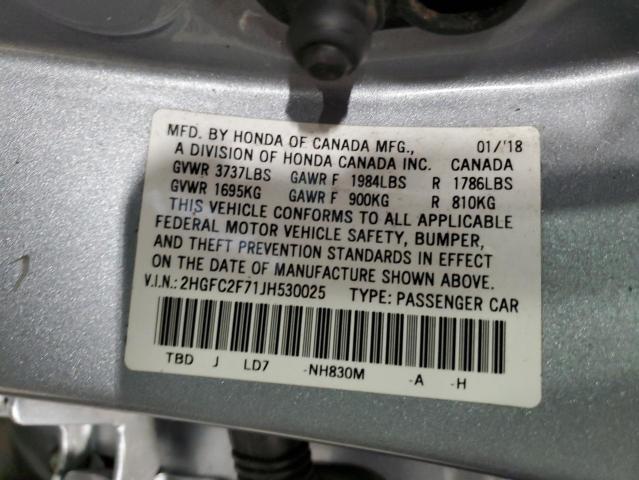 MFD. BY HONDA OF CANADA MFG., 01/'18
A DIVISION OF HONDA CANADA INC. CANADA
GVWR 3737LBS GAWR F 1984LBS R 1786LBS
GVWR 1695KG GAWR F 900KG R 810KG
THIS VEHICLE CONFORMS TO ALL APPLICABLE
FEDERAL MOTOR VEHICLE SAFETY, BUMPER,
AND THEFT PREVENTION STANDARDS IN EFFECT
ON THE DATE OF MANUFACTURE SHOWN ABOVE.
V.I.N.: 2HGFC2F71JH530025 TYPE: PASSENGER CAR
TBD J LD7 -NH830M -A -H